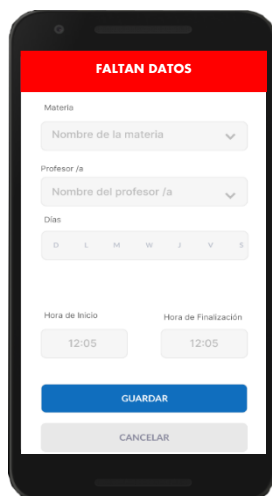 FALTAN DATOS
Materia
Nombre de la materia
Profesor /a
Nombre del profesor /a
Días
D L M W J V S
Hora de Inicio Hora de Finalización
12:05 12:05
GUARDAR
CANCELAR